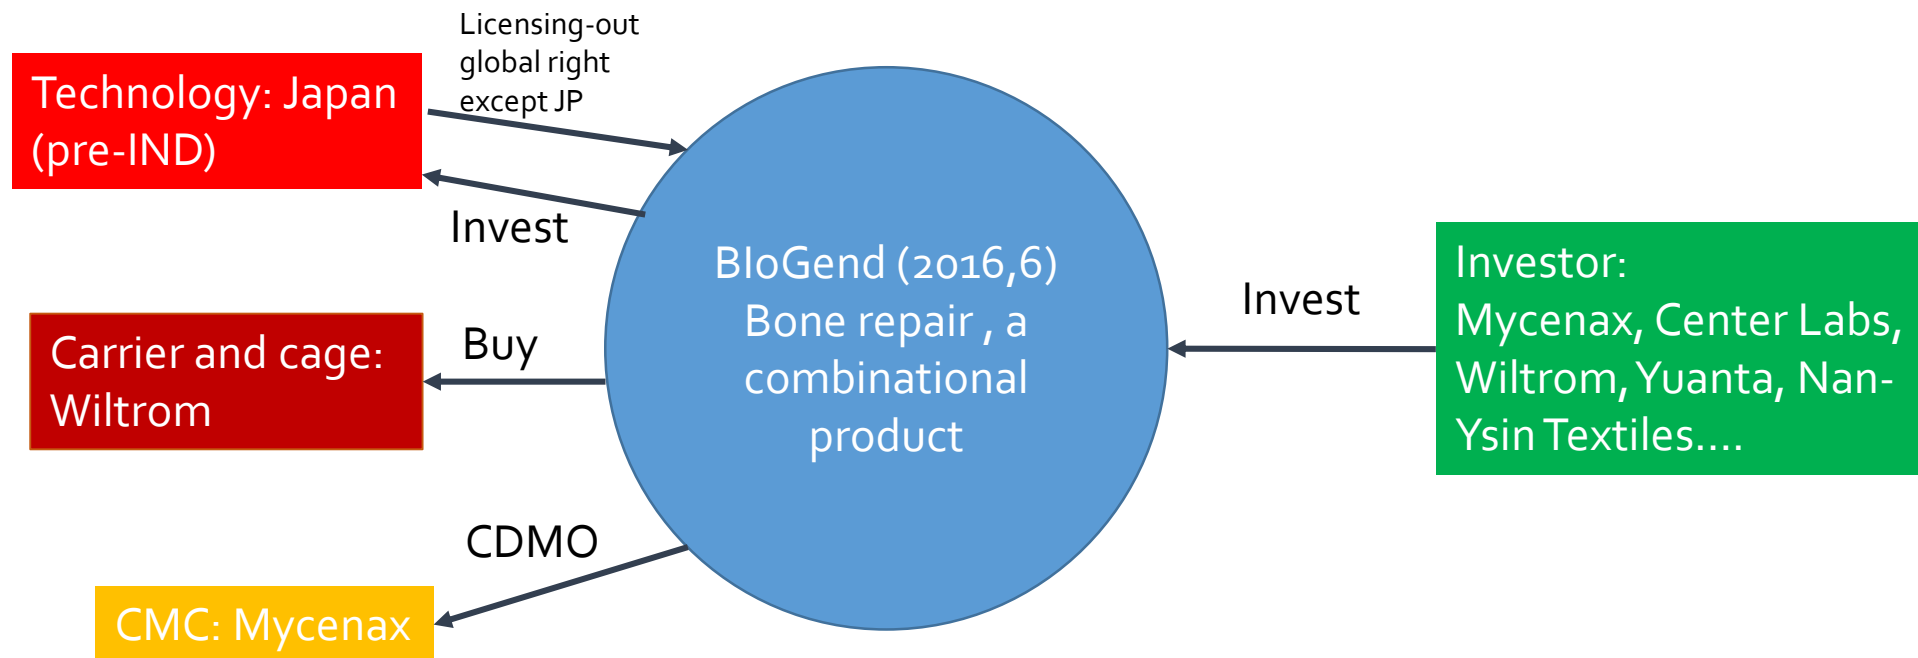 Licensing-out
global right
except JP
Technology: Japan
(pre-IND)
Invest
Carrier and cage:
Wiltrom
Buy
CDMO
CMC: Mycenax
BIoGend (2016,6)
Bone repair , a
combinational
product
Invest
Investor:
Mycenax, Center Labs,
Wiltrom, Yuanta, Nan-
Ysin Textiles....